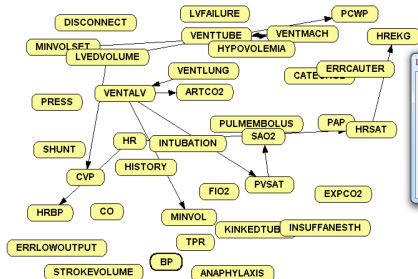 DISCONNECT
LVFAILURE
PCWP
VENTTUBE
VENTMACH
HREKG
MINVOLSET
HYPOVOLEMIA
LVEDVOLUME
VENTLUNG
ERRCAUTER
VENTALV
ARTCO2
PRESS
PULMEMBOLUS
PAP
HRSAT
HR
INTUBATION
SAO2
SHUNT
HISTORY
CVP
FIO2
PVSAT
EXPCO2
HRBP
CO
MINVOL
KINKEDTUB
INSUFFANESTH
ERRLOWOUTPUT
TPR
BP
STROKEVOLUME
ANAPHYLAXIS